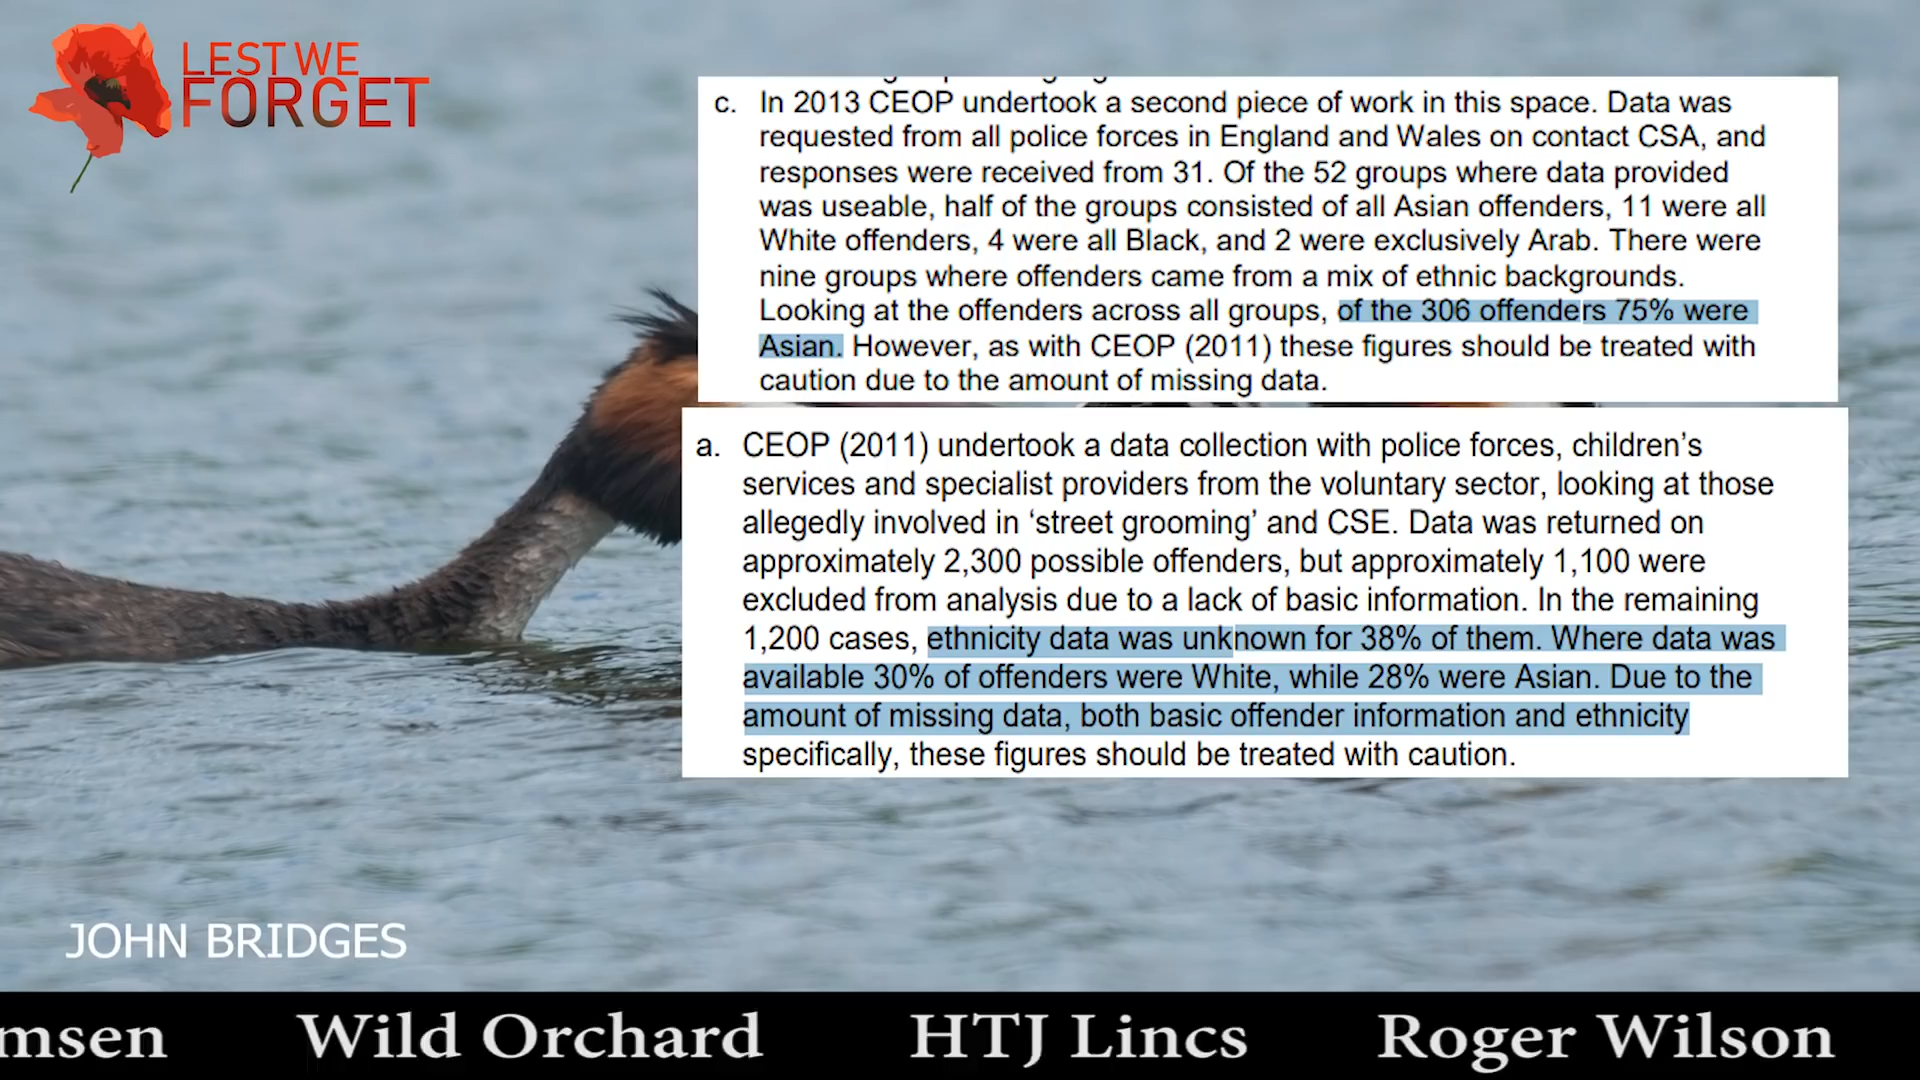 LEST WE
FORGET
c. In 2013 CEOP undertook a second piece of work in this space. Data was
requested from all police forces in England and Wales on contact CSA, and
responses were received from 31. Of the 52 groups where data provided
was useable, half of the groups consisted of all Asian offenders, 11 were all
White offenders, 4 were all Black, and 2 were exclusively Arab. There were
nine groups where offenders came from a mix of ethnic backgrounds.
Looking at the offenders across all groups, of the 306 offenders 75% were
Asian. However, as with CEOP (2011) these figures should be treated with
caution due to the amount of missing data.
a. CEOP (2011) undertook a data collection with police forces, children’s
services and specialist providers from the voluntary sector, looking at those
allegedly involved in ‘street grooming’ and CSE. Data was returned on
approximately 2,300 possible offenders, but approximately 1,100 were
excluded from analysis due to a lack of basic information. In the remaining
1,200 cases, ethnicity data was unknown for 38% of them. Where data was
available 30% of offenders were White, while 28% were Asian. Due to the
amount of missing data, both basic offender information and ethnicity
specifically, these figures should be treated with caution.
JOHN BRIDGES
msen Wild Orchard HTJ Lincs Roger Wilson